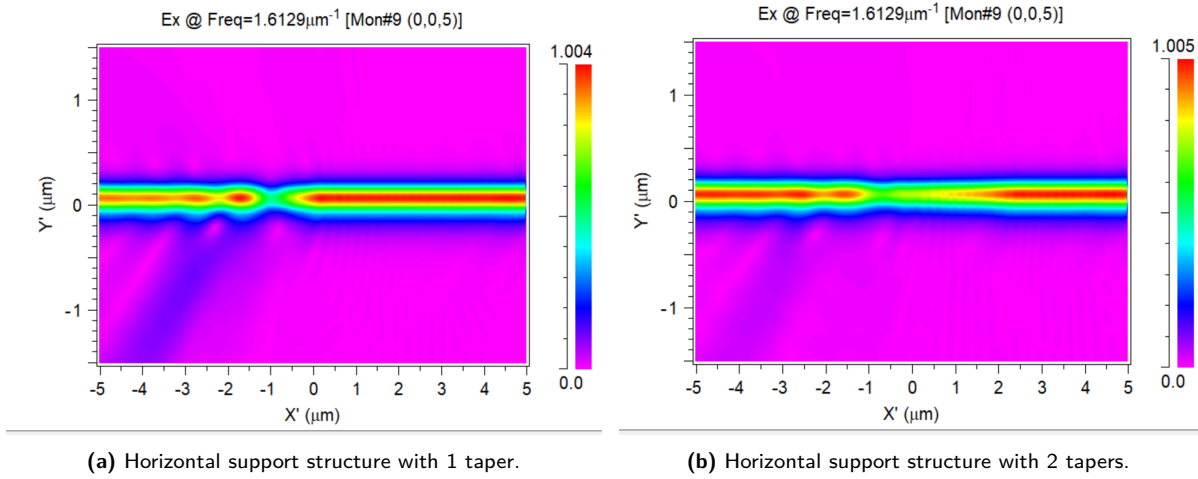 Ex @ Freq=1.6129μm⁻¹ [Mon#9 (0,0,5)]
1.004
1
0
-1
Y' (μm)
0.0
-5 -4 -3 -2 -1 0 1 2 3 4 5
X' (μm)
(a) Horizontal support structure with 1 taper.
Ex @ Freq=1.6129μm⁻¹ [Mon#9 (0,0,5)]
1.005
1
0
-1
Y' (μm)
0.0
-5 -4 -3 -2 -1 0 1 2 3 4 5
X' (μm)
(b) Horizontal support structure with 2 tapers.